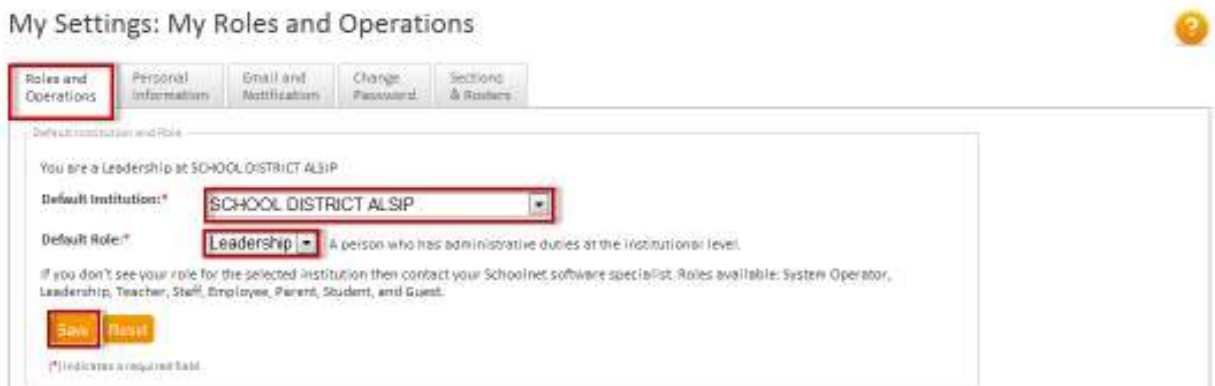 My Settings: My Roles and Operations
?
Roles and Operations
Personal Information
Email and Notification
Change Password
Sections & Rosters
Default Institution and Role
You are a Leadership at SCHOOL DISTRICT ALSIP
Default Institution:* SCHOOL DISTRICT ALSIP
Default Role:* Leadership A person who has administrative duties at the institutional level.
If you don't see your role for the selected institution then contact your Schoolnet software specialist. Roles available: System Operator,
Leadership, Teacher, Staff, Employee, Parent, Student, and Guest.
Save Reset
(*) Indicates a required field.